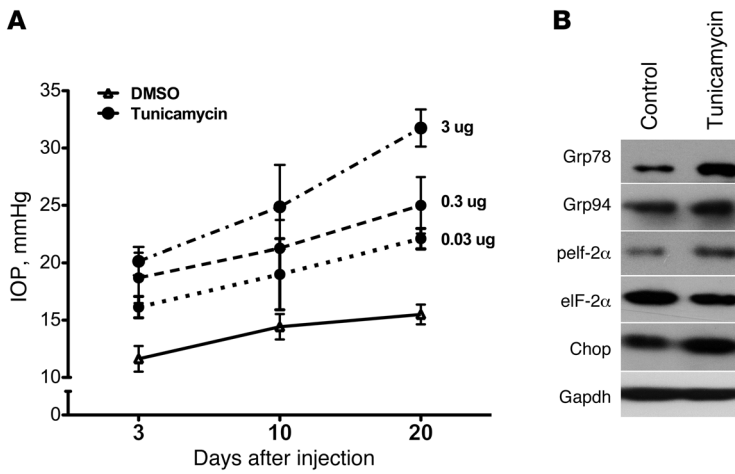 A
IOP, mmHg
35
30
25
20
15
10
0
DMSO
Tunicamycin
3 ug
0.3 ug
0.03 ug
3
10
20
Days after injection
B
Control
Tunicamycin
Grp78
Grp94
pelf-2α
eIF-2α
Chop
Gapdh